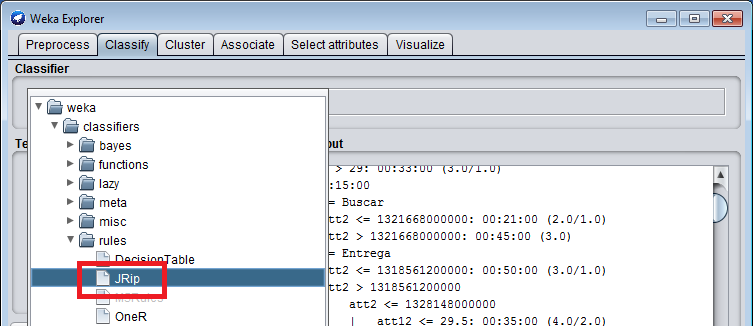 Weka Explorer
Preprocess Classify Cluster Associate Select attributes Visualize
Classifier
weka
classifiers
bayes
functions
lazy
meta
misc
rules
DecisionTable
JRip
M5Rules
OneR
> 29: 00:33:00 (3.0/1.0)
:15:00
= Buscar
att2 <= 1321668000000: 00:21:00 (2.0/1.0)
att2 > 1321668000000: 00:45:00 (3.0)
= Entrega
att2 <= 1318561200000: 00:50:00 (3.0/1.0)
att2 > 1318561200000
att2 <= 1328148000000
| att12 <= 29.5: 00:35:00 (4.0/2.0)